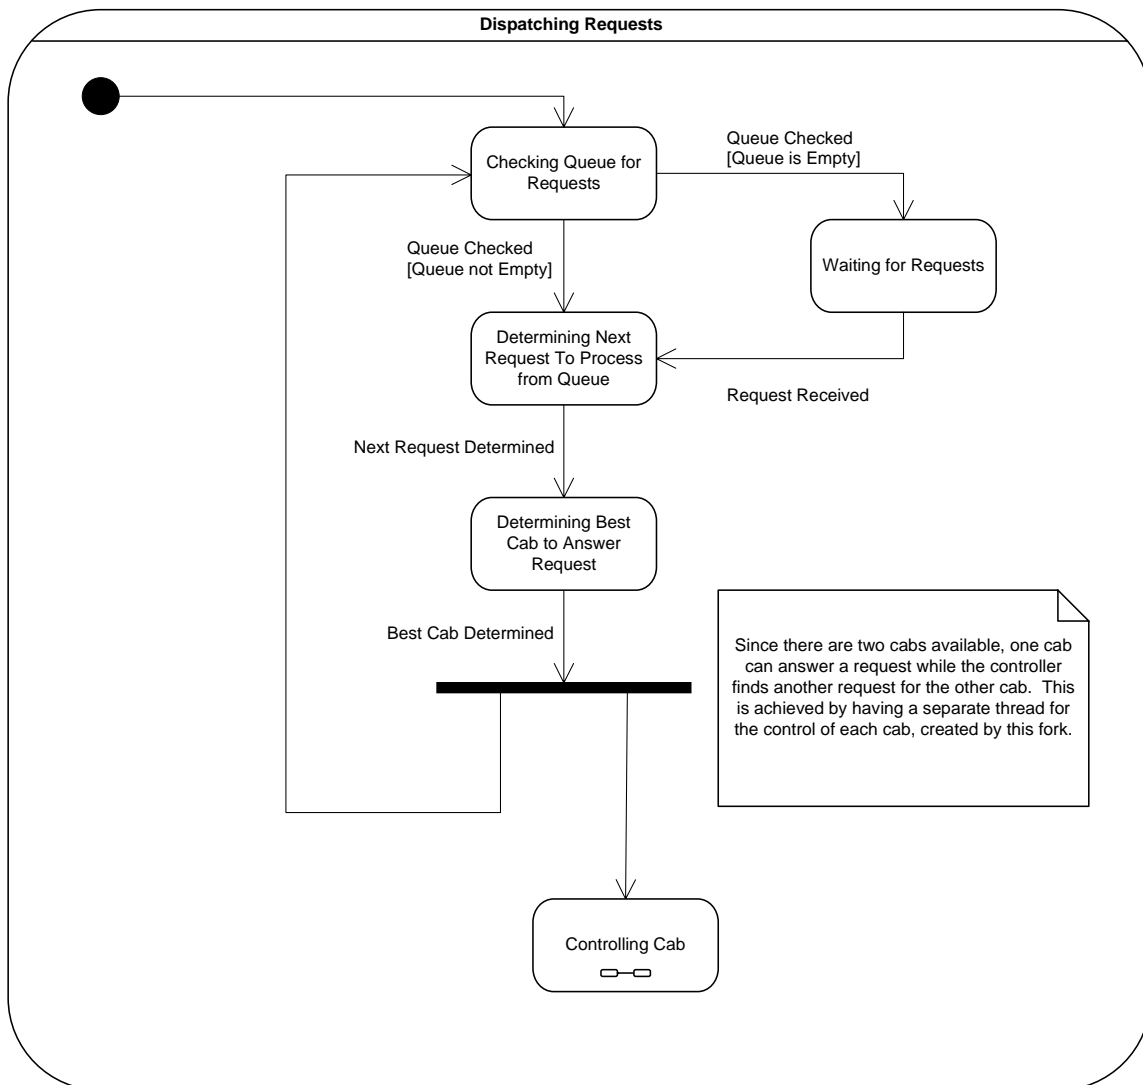 Dispatching Requests
Checking Queue for
Requests
Queue Checked
[Queue is Empty]
Queue Checked
[Queue not Empty]
Waiting for Requests
Determining Next
Request To Process
from Queue
Request Received
Next Request Determined
Determining Best
Cab to Answer
Request
Best Cab Determined
Since there are two cabs available, one cab
can answer a request while the controller
finds another request for the other cab.  This
is achieved by having a separate thread for
the control of each cab, created by this fork.
Controlling Cab